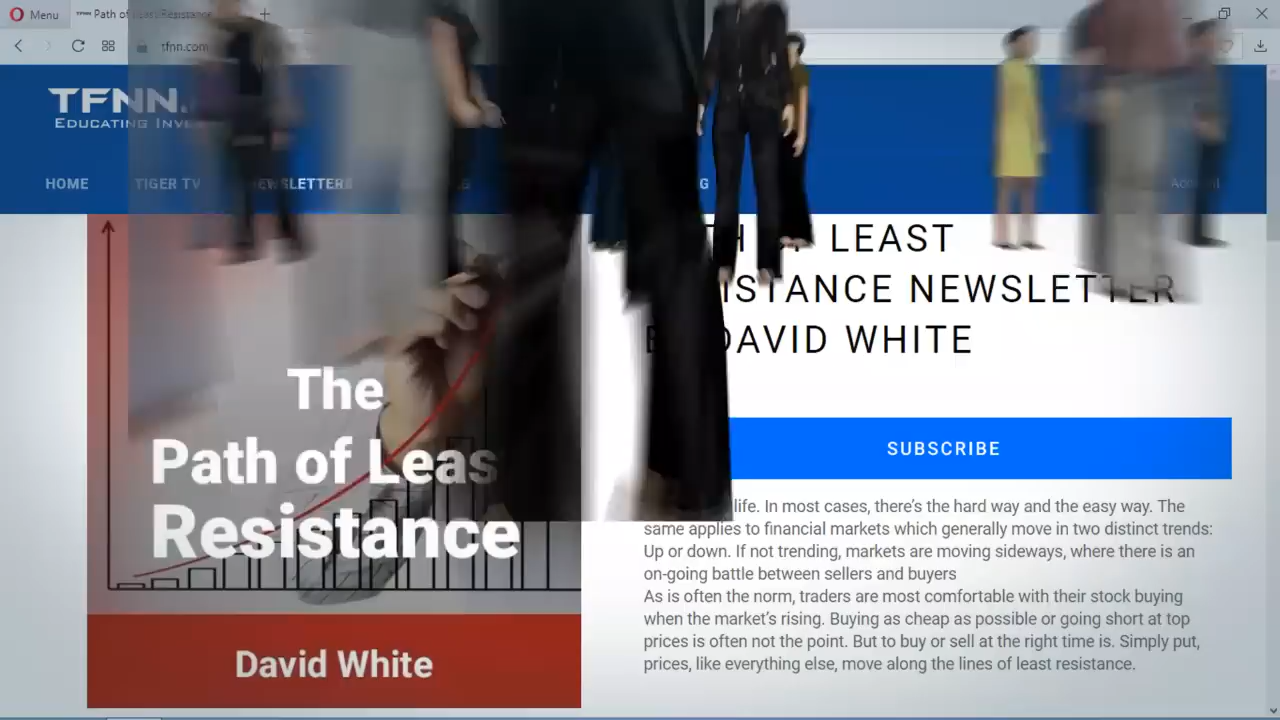 Menu
Path of Least Resistance
tfnn.com
TFNN.
EDUCATING
HOME
TIGER TV
NEWSLETTERS
LEAST
NEWSLETTER
DAVID WHITE
SUBSCRIBE
life. In most cases, there's the hard way and the easy way. The
same applies to financial markets which generally move in two distinct trends:
Up or down. If not trending, markets are moving sideways, where there is an
on-going battle between sellers and buyers
As is often the norm, traders are most comfortable with their stock buying
when the market's rising. Buying as cheap as possible or going short at top
prices is often not the point. But to buy or sell at the right time is. Simply put,
prices, like everything else, move along the lines of least resistance.
The
Path of Leas
Resistance
David White